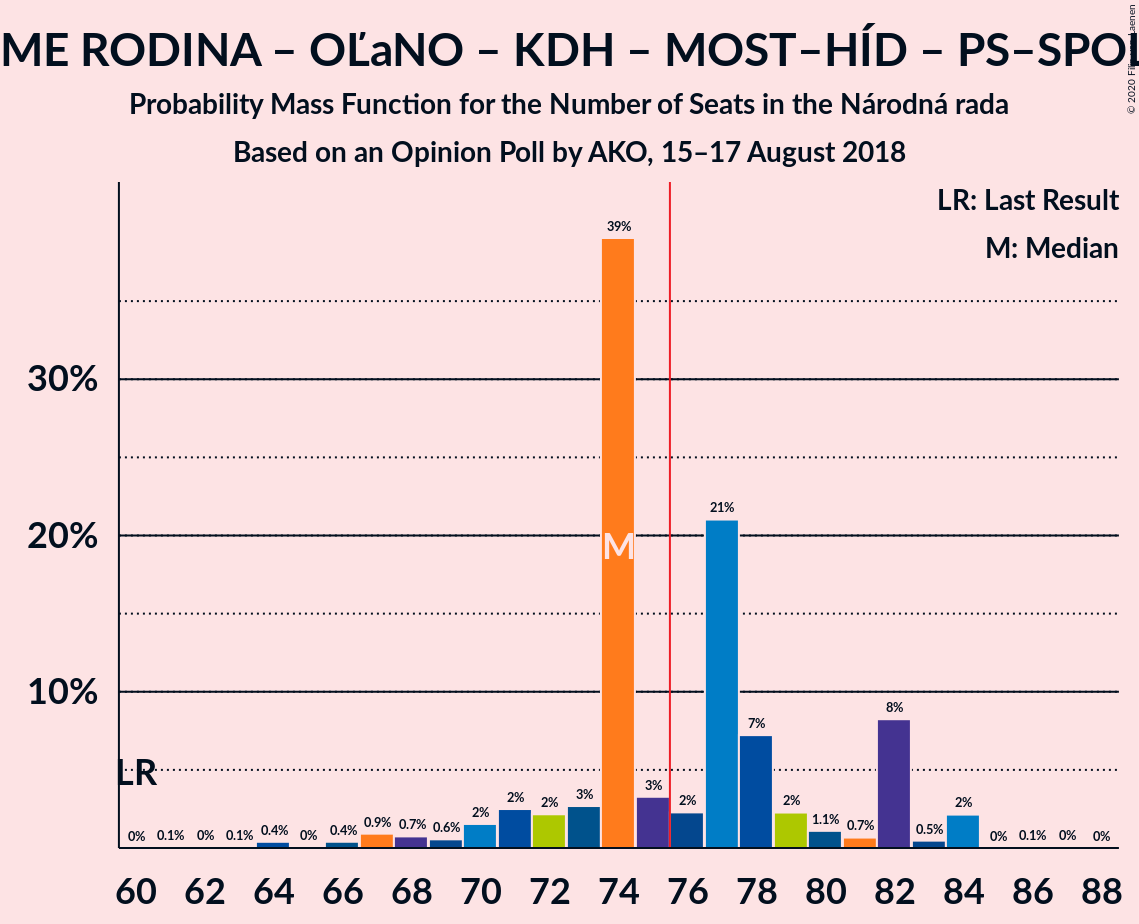 ME RODINA – OĽaNO – KDH – MOST–HÍD – PS–SPOL
Probability Mass Function for the Number of Seats in the Národná rada
Based on an Opinion Poll by AKO, 15–17 August 2018
© 2020 Filip van Laenen
LR: Last Result
M: Median
39%
30%
21%
20%
M
10%
8%
7%
LR
0% 0.1% 0% 0.1% 0.4% 0% 0.4% 0.9% 0.7% 0.6% 2% 2% 2% 3% 3% 2% 2% 1.1% 0.7% 0.5% 2% 0% 0.1% 0% 0%
60 62 64 66 68 70 72 74 76 78 80 82 84 86 88